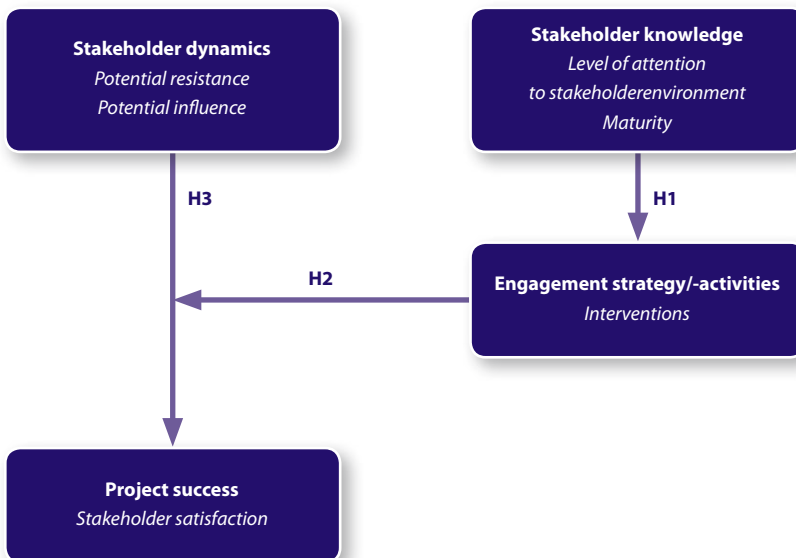 Stakeholder dynamics
Potential resistance
Potential influence
Stakeholder knowledge
Level of attention
to stakeholderenvironment
Maturity
H3
H1
H2
Engagement strategy/-activities
Interventions
Project success
Stakeholder satisfaction